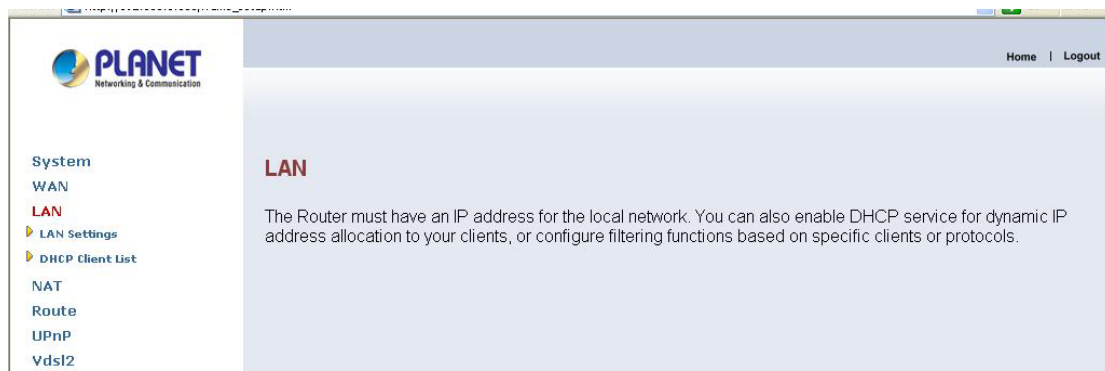 PLANET
Networking & Communication
Home | Logout
System
WAN
LAN
LAN Settings
DHCP Client List
NAT
Route
UPnP
Vdsl2
LAN
The Router must have an IP address for the local network. You can also enable DHCP service for dynamic IP
address allocation to your clients, or configure filtering functions based on specific clients or protocols.